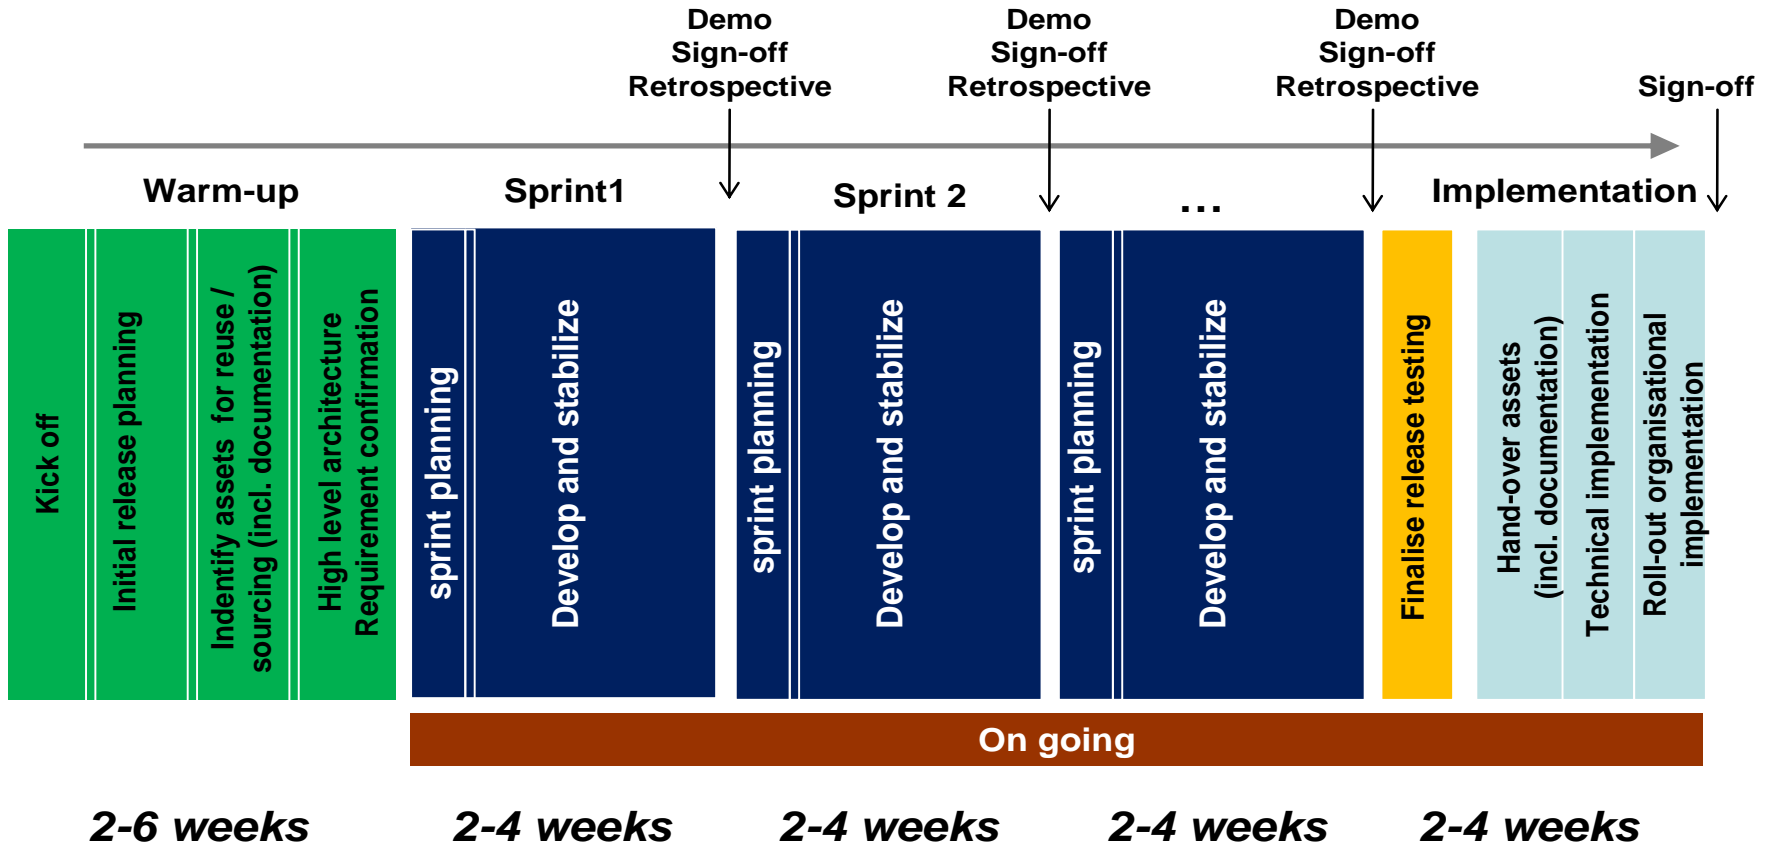 Demo
Sign-off
Retrospective
Demo
Sign-off
Retrospective
Demo
Sign-off
Retrospective
Sign-off
Warm-up
Sprint1
Sprint 2
...
Implementation
Kick off
Initial release planning
Indentify assets for reuse /
sourcing (incl. documentation)
High level architecture
Requirement confirmation
sprint planning
Develop and stabilize
sprint planning
Develop and stabilize
sprint planning
Develop and stabilize
Finalise release testing
Hand-over assets
(incl. documentation)
Technical implementation
Roll-out organisational
implementation
On going
2-6 weeks
2-4 weeks
2-4 weeks
2-4 weeks
2-4 weeks